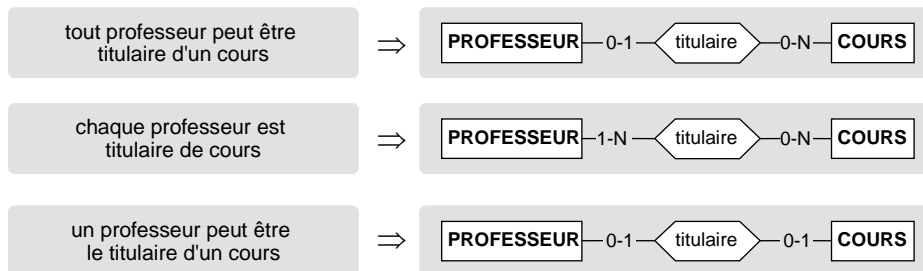 tout professeur peut être
titulaire d'un cours
⇒
PROFESSEUR 0-1 titulaire 0-N COURS
chaque professeur est
titulaire de cours
⇒
PROFESSEUR 1-N titulaire 0-N COURS
un professeur peut être
le titulaire d'un cours
⇒
PROFESSEUR 0-1 titulaire 0-1 COURS